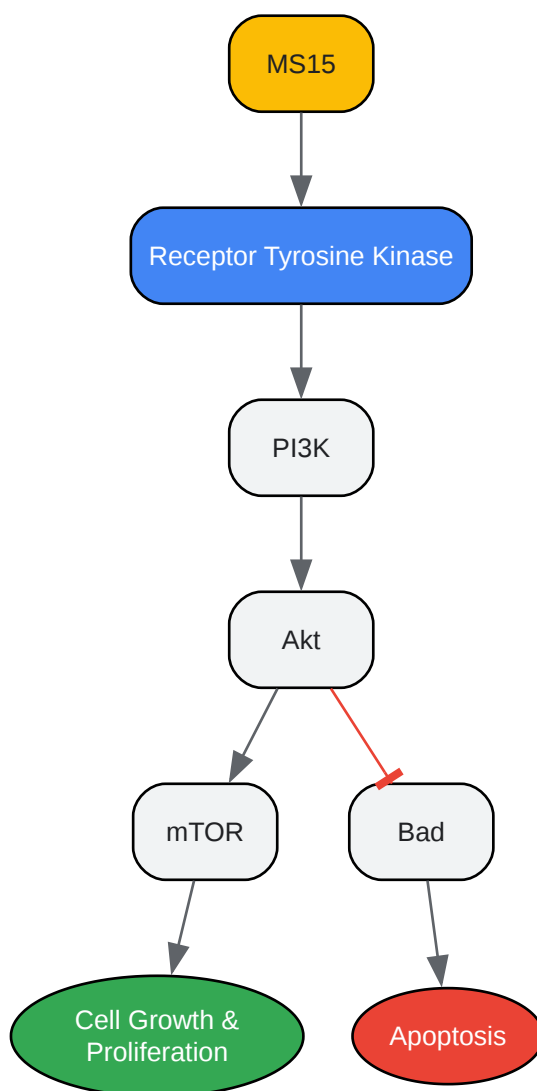 MS15
Receptor Tyrosine Kinase
PI3K
Akt
mTOR
Bad
Cell Growth &
Proliferation
Apoptosis